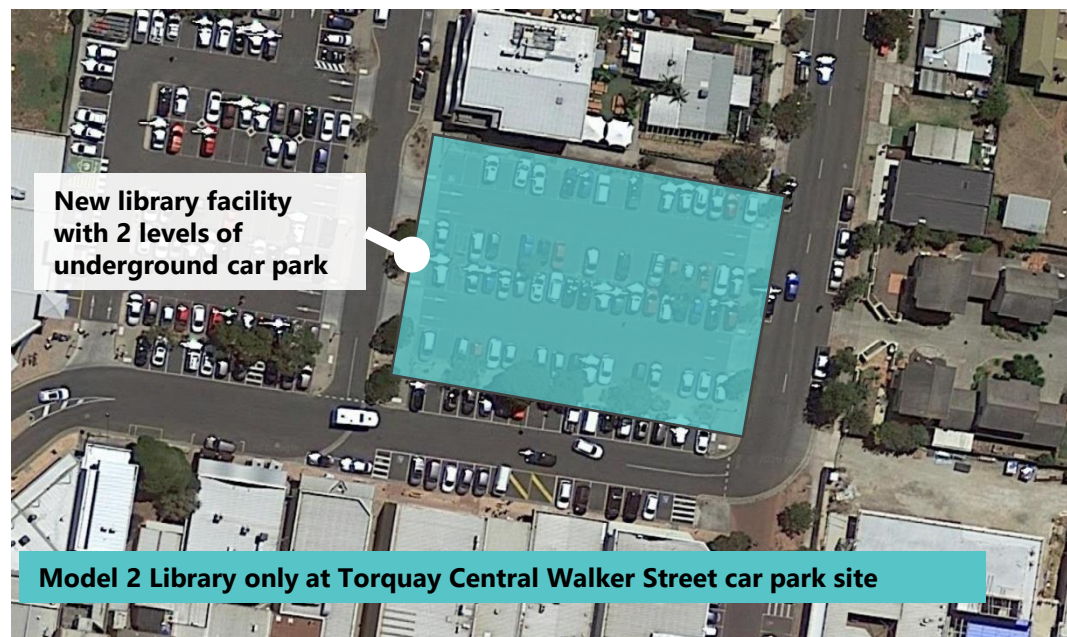 New library facility
with 2 levels of
underground car park
Model 2 Library only at Torquay Central Walker Street car park site